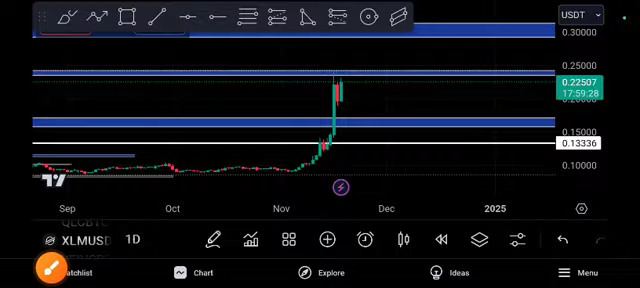 USDT
0.30000
0.25000
0.22507
17:59:28
0.15000
0.13336
0.10000
Sep Oct Nov Dec 2025
XLMUSD 1D
atchlist Chart Explore Ideas Menu